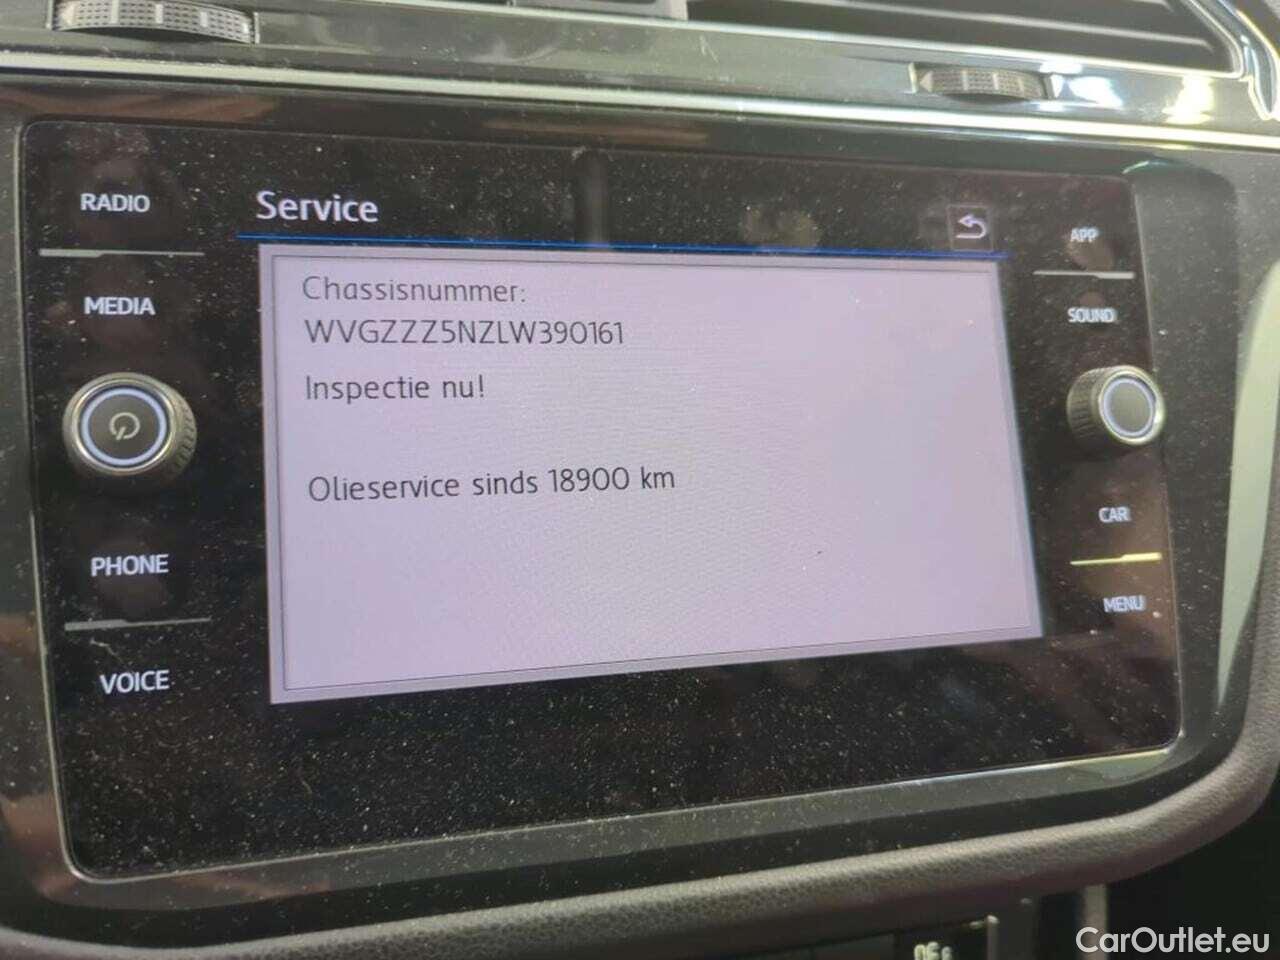 RADIO
MEDIA
PHONE
VOICE
Service
Chassisnummer:
WVGZZZ5NZLW390161
Inspectie nu!
Olieservice sinds 18900 km
APP
SOUND
CAR
MENU
CarOutlet.eu